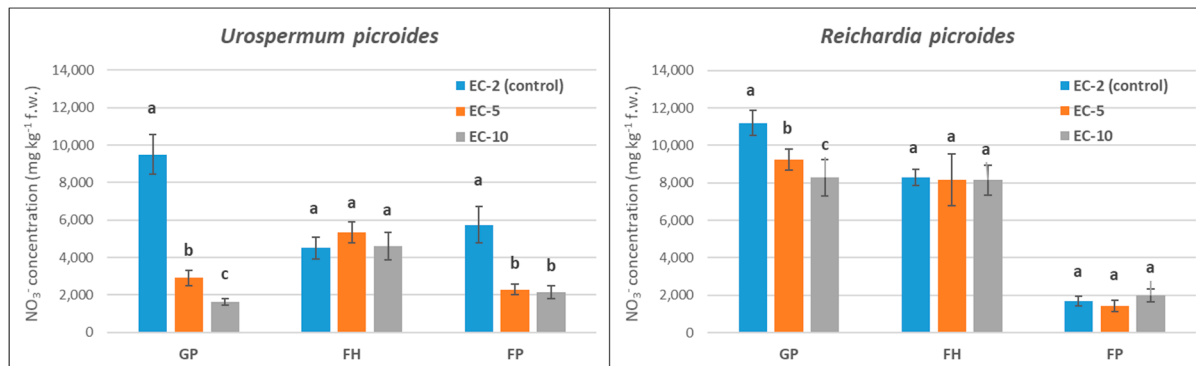 Urospermum picroides
14,000
12,000
10,000
8,000
6,000
4,000
2,000
0
NO₃⁻ concentration (mg kg⁻¹ f.w.)
EC-2 (control)
EC-5
EC-10
a
b
c
a
a
a
a
b
b
GP
FH
FP
Reichardia picroides
14,000
12,000
10,000
8,000
6,000
4,000
2,000
0
NO₃⁻ concentration (mg kg⁻¹ f.w.)
EC-2 (control)
EC-5
EC-10
a
b
c
a
a
a
a
a
a
GP
FH
FP